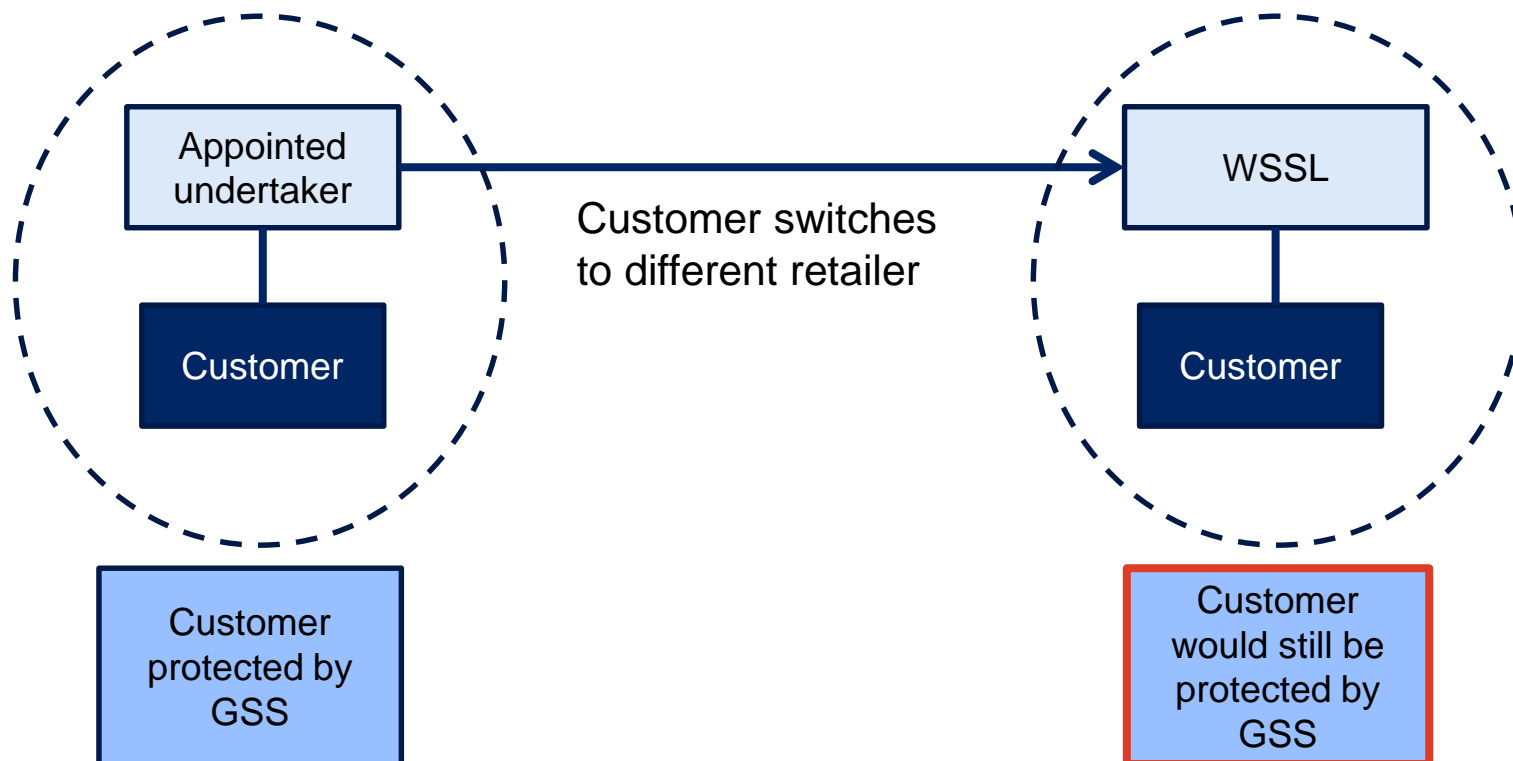 Appointed
undertaker
WSSL
Customer switches
to different retailer
Customer
Customer
Customer
protected by
GSS
Customer
would still be
protected by
GSS